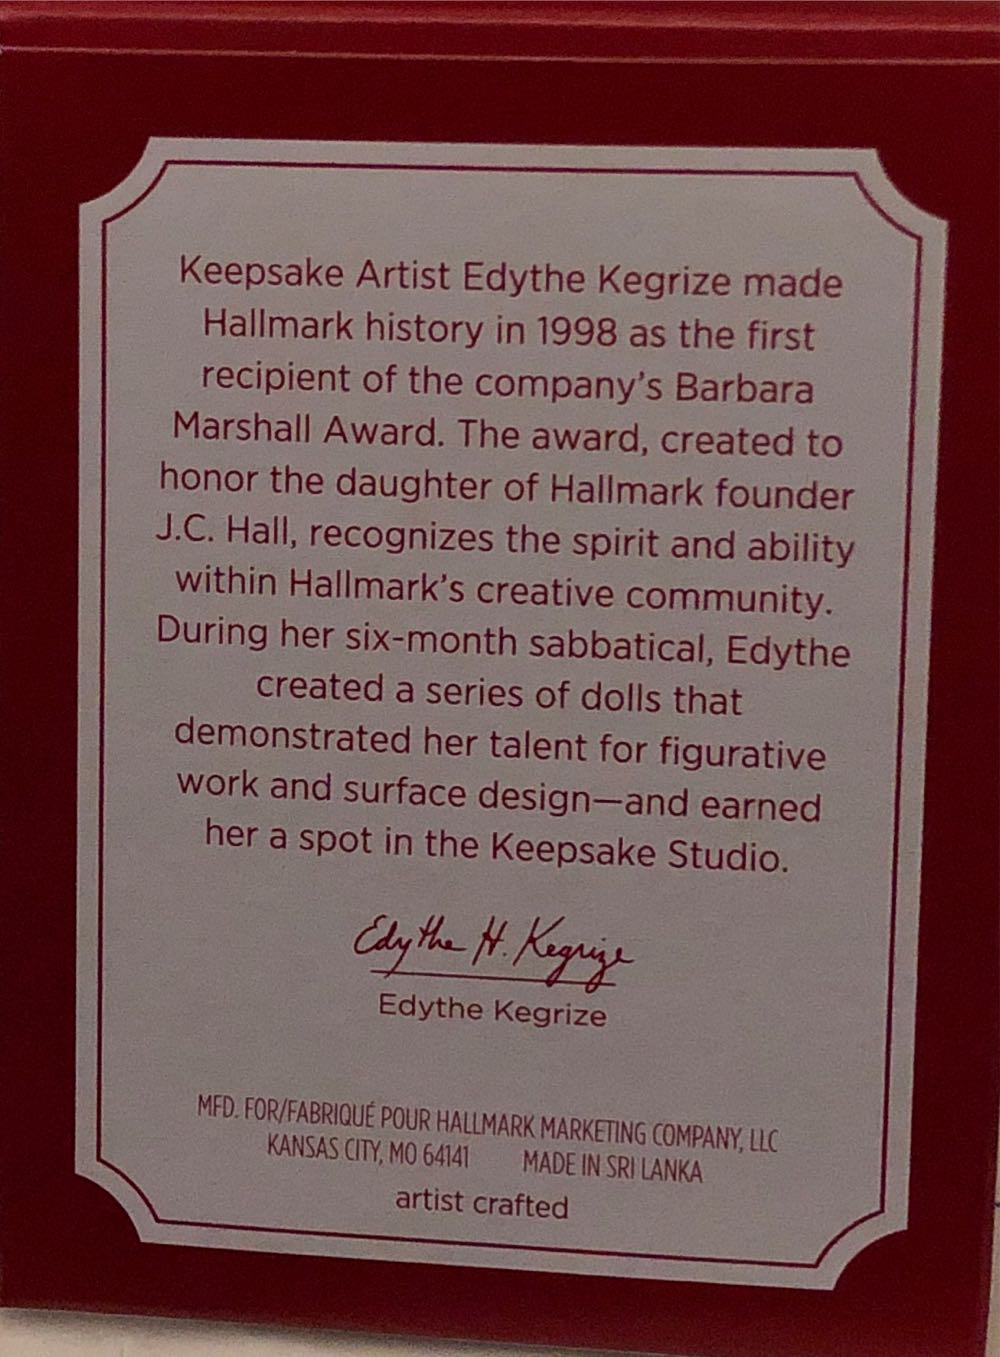 Keepsake Artist Edythe Kegrize made
Hallmark history in 1998 as the first
recipient of the company's Barbara
Marshall Award. The award, created to
honor the daughter of Hallmark founder
J.C. Hall, recognizes the spirit and ability
within Hallmark's creative community.
During her six-month sabbatical, Edythe
created a series of dolls that
demonstrated her talent for figurative
work and surface design—and earned
her a spot in the Keepsake Studio.
Edythe H. Kegrize
Edythe Kegrize
MFD. FOR/FABRIQUÉ POUR HALLMARK MARKETING COMPANY, LLC
KANSAS CITY, MO 64141 MADE IN SRI LANKA
artist crafted